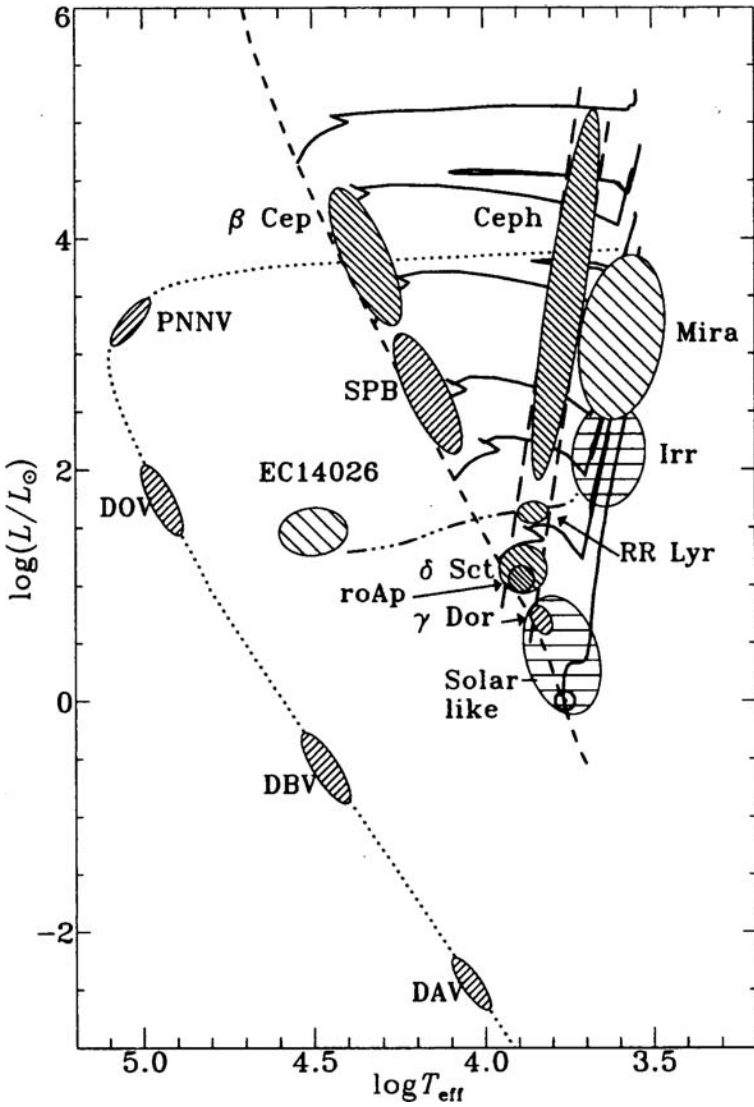 6
4
2
0
−2
log(L/L⊙)
β Cep
Ceph
PNNV
Mira
SPB
Irr
EC14026
DOV
RR Lyr
δ Sct
roAp
γ Dor
Solar
like
DBV
DAV
5.0 4.5 4.0 3.5
log T_eff